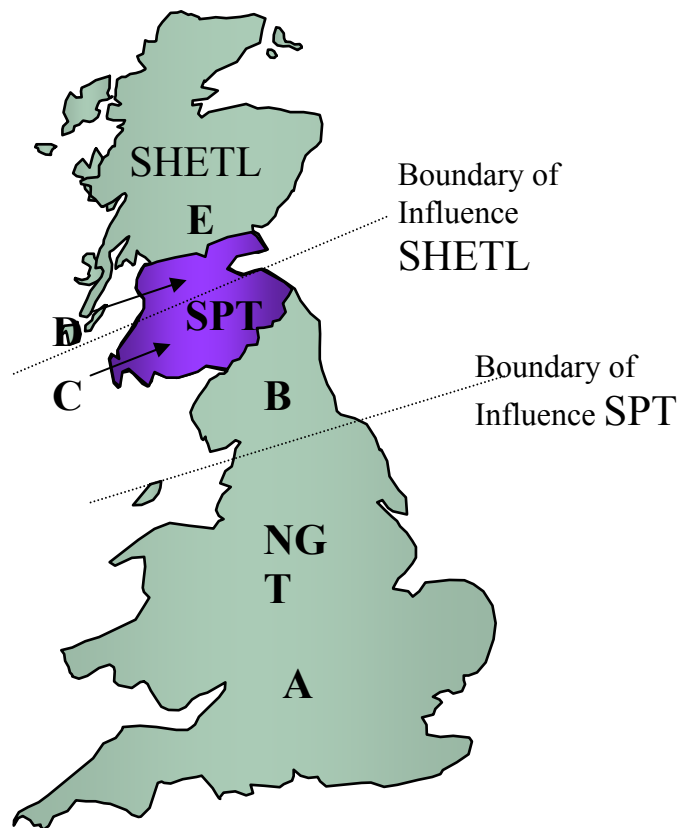 SHETL
E
Boundary of
Influence
SHETL
D
SPT
C
B
Boundary of
Influence SPT
NG
T
A